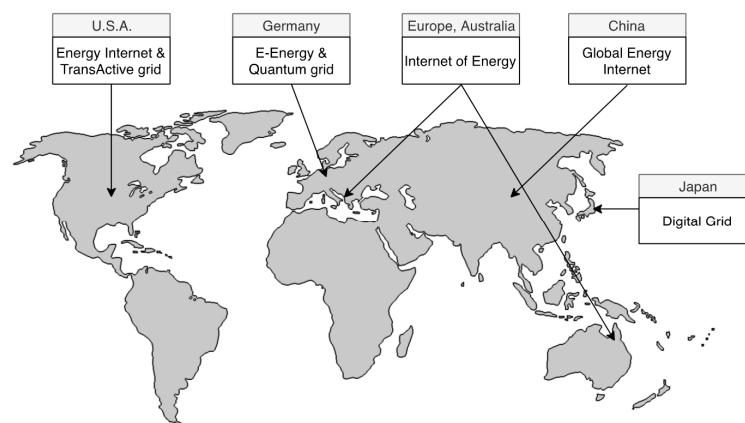 U.S.A.
Energy Internet &
TransActive grid
Germany
E-Energy &
Quantum grid
Europe, Australia
Internet of Energy
China
Global Energy
Internet
Japan
Digital Grid